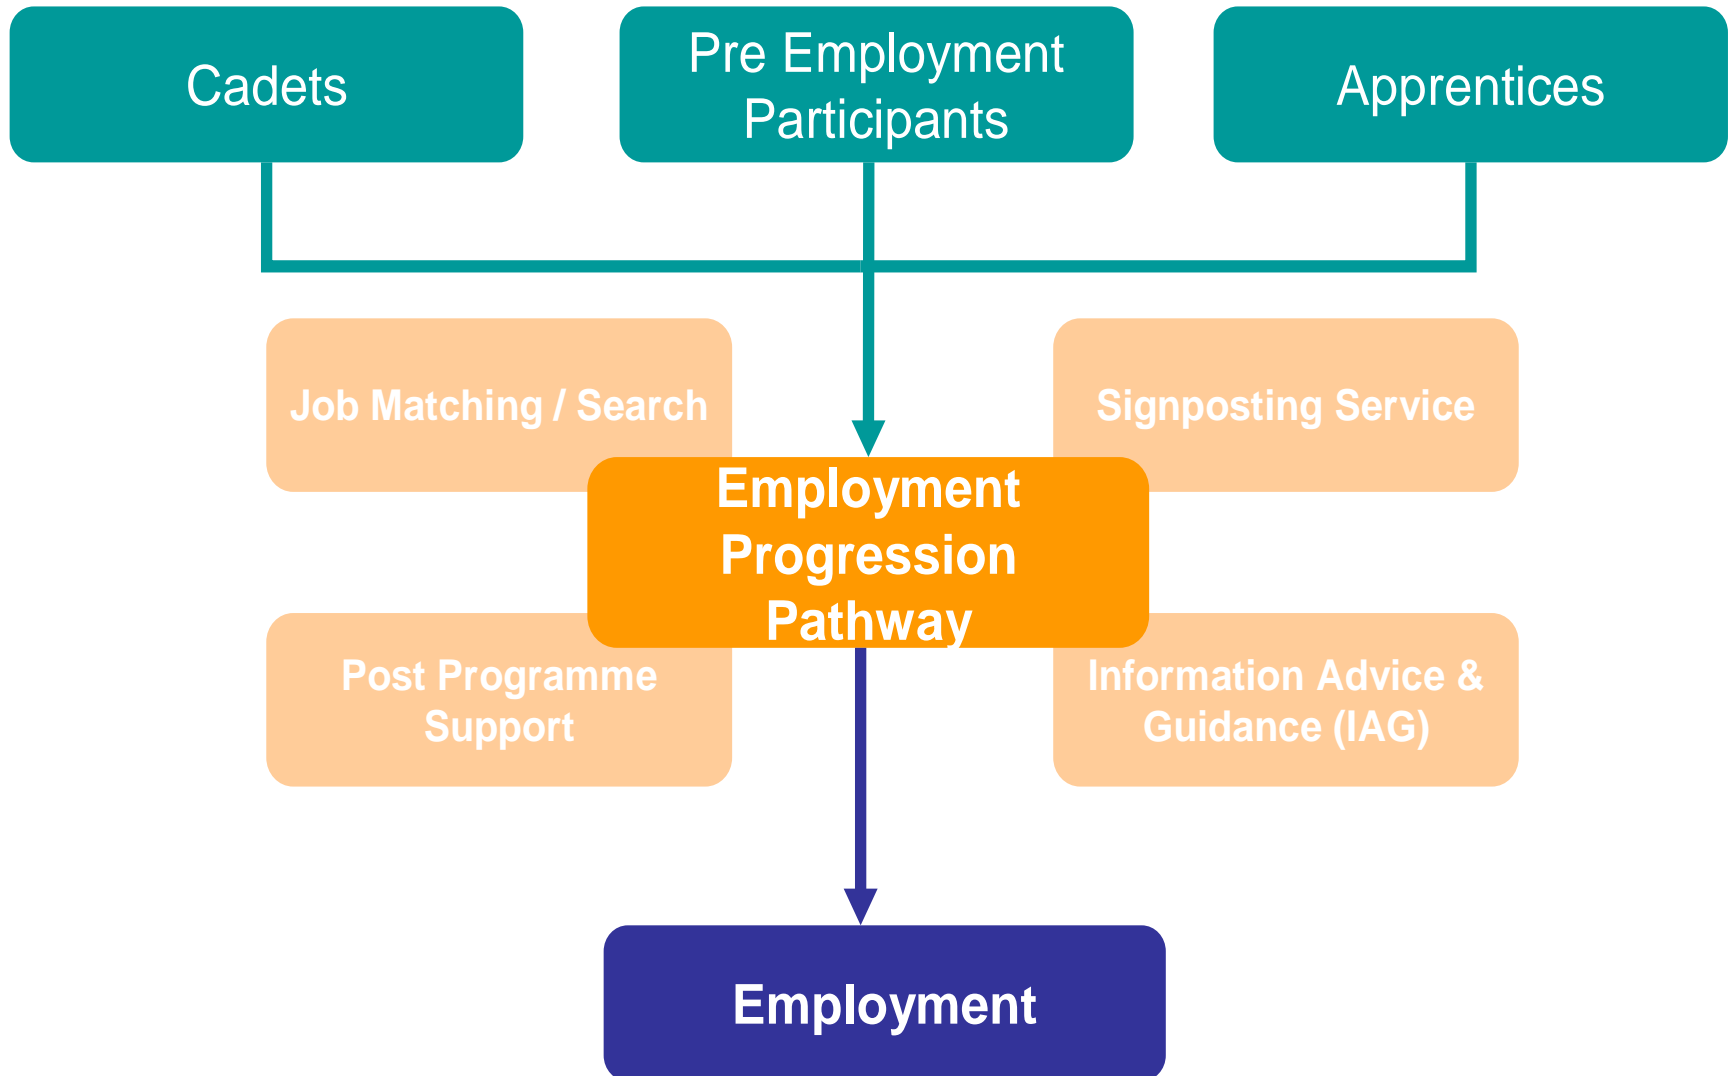 Cadets
Pre Employment
Participants
Apprentices
Job Matching / Search
Signposting Service
Employment
Progression
Pathway
Post Programme
Support
Information Advice &
Guidance (IAG)
Employment